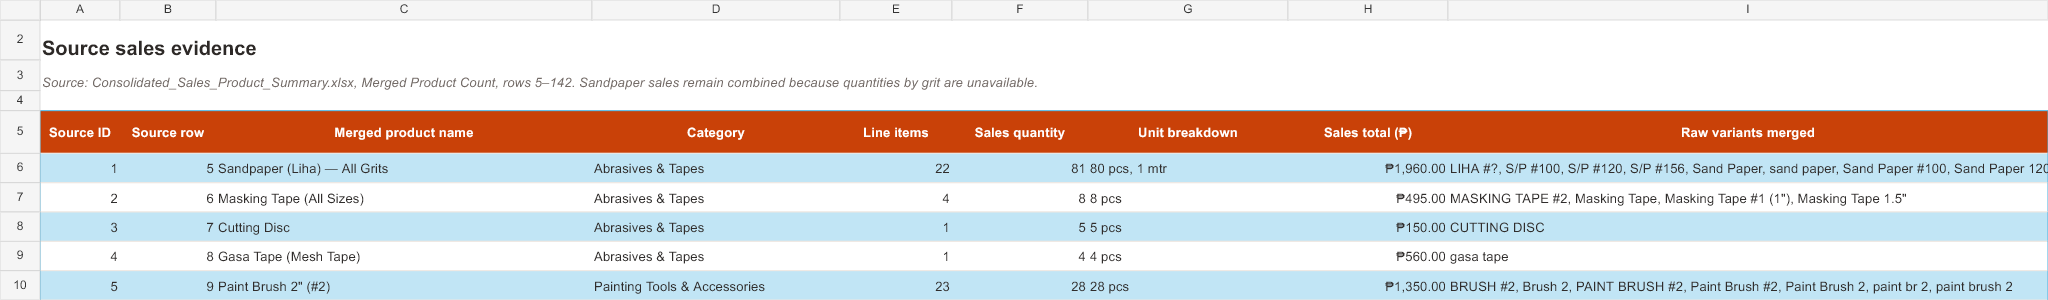 A B C D E F G H I
2 Source sales evidence
3 Source: Consolidated_Sales_Product_Summary.xlsx, Merged Product Count, rows 5–142. Sandpaper sales remain combined because quantities by grit are unavailable.
4
5 Source ID Source row Merged product name Category Line items Sales quantity Unit breakdown Sales total (₱) Raw variants merged
6 1 5 Sandpaper (Liha) — All Grits Abrasives & Tapes 22 81 80 pcs, 1 mtr ₱1,960.00 LIHA #?, S/P #100, S/P #120, S/P #156, Sand Paper, sand paper, Sand Paper #100, Sand Paper 120
7 2 6 Masking Tape (All Sizes) Abrasives & Tapes 4 8 8 pcs ₱495.00 MASKING TAPE #2, Masking Tape, Masking Tape #1 (1"), Masking Tape 1.5"
8 3 7 Cutting Disc Abrasives & Tapes 1 5 5 pcs ₱150.00 CUTTING DISC
9 4 8 Gasa Tape (Mesh Tape) Abrasives & Tapes 1 4 4 pcs ₱560.00 gasa tape
10 5 9 Paint Brush 2" (#2) Painting Tools & Accessories 23 28 28 pcs ₱1,350.00 BRUSH #2, Brush 2, PAINT BRUSH #2, Paint Brush #2, Paint Brush 2, paint br 2, paint brush 2